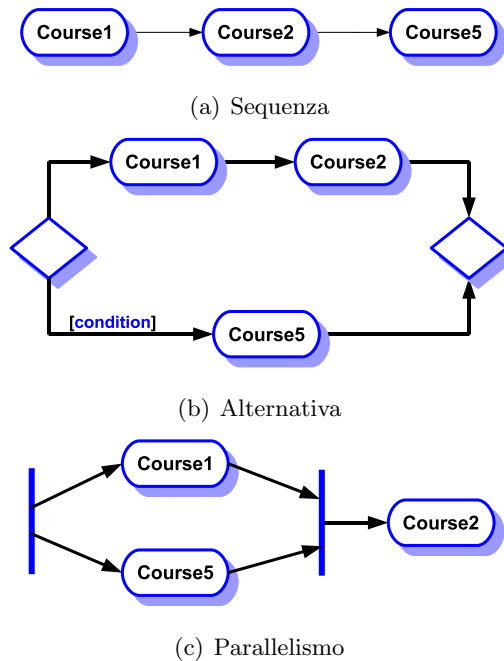 Course1 Course2 Course5
(a) Sequenza
Course1 Course2
[condition]
Course5
(b) Alternativa
Course1
Course2
Course5
(c) Parallelismo